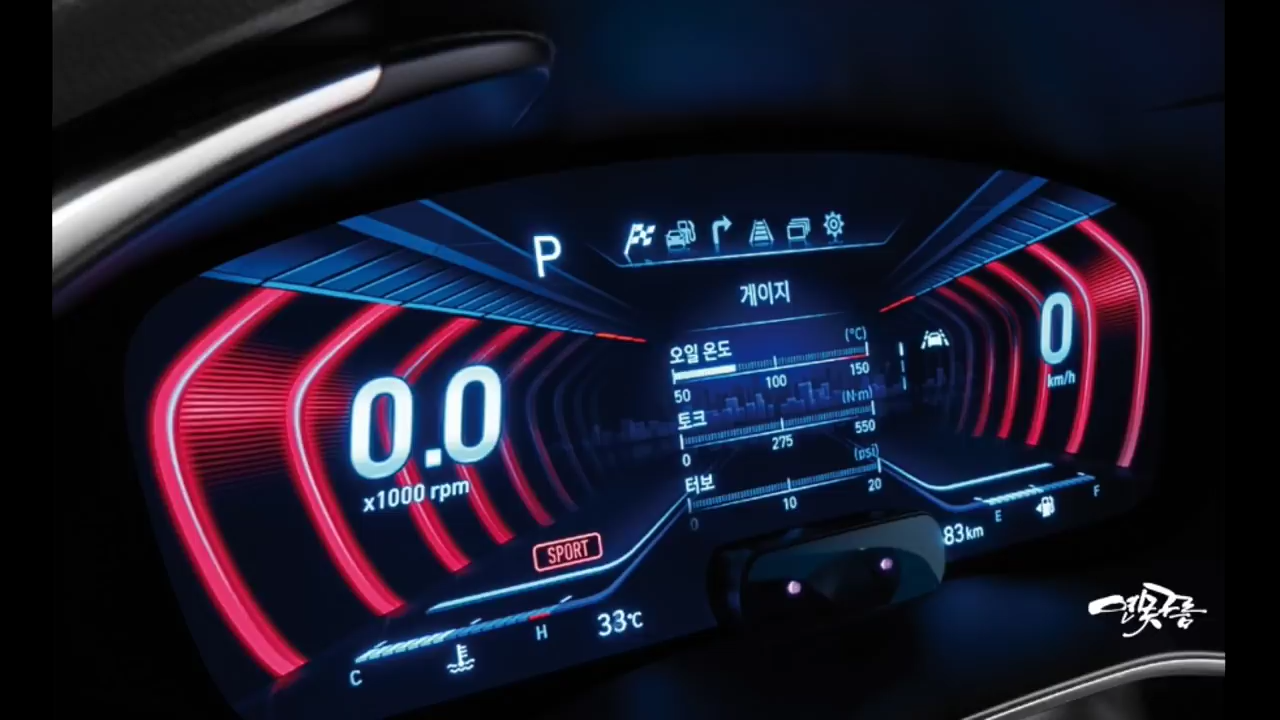 P
게이지
오일 온도 (°C)
50 100 150
토크 (N·m)
0 275 550
터보 (psi)
0 10 20
0.0
x1000 rpm
0
km/h
SPORT
C H 33°C
83km E F